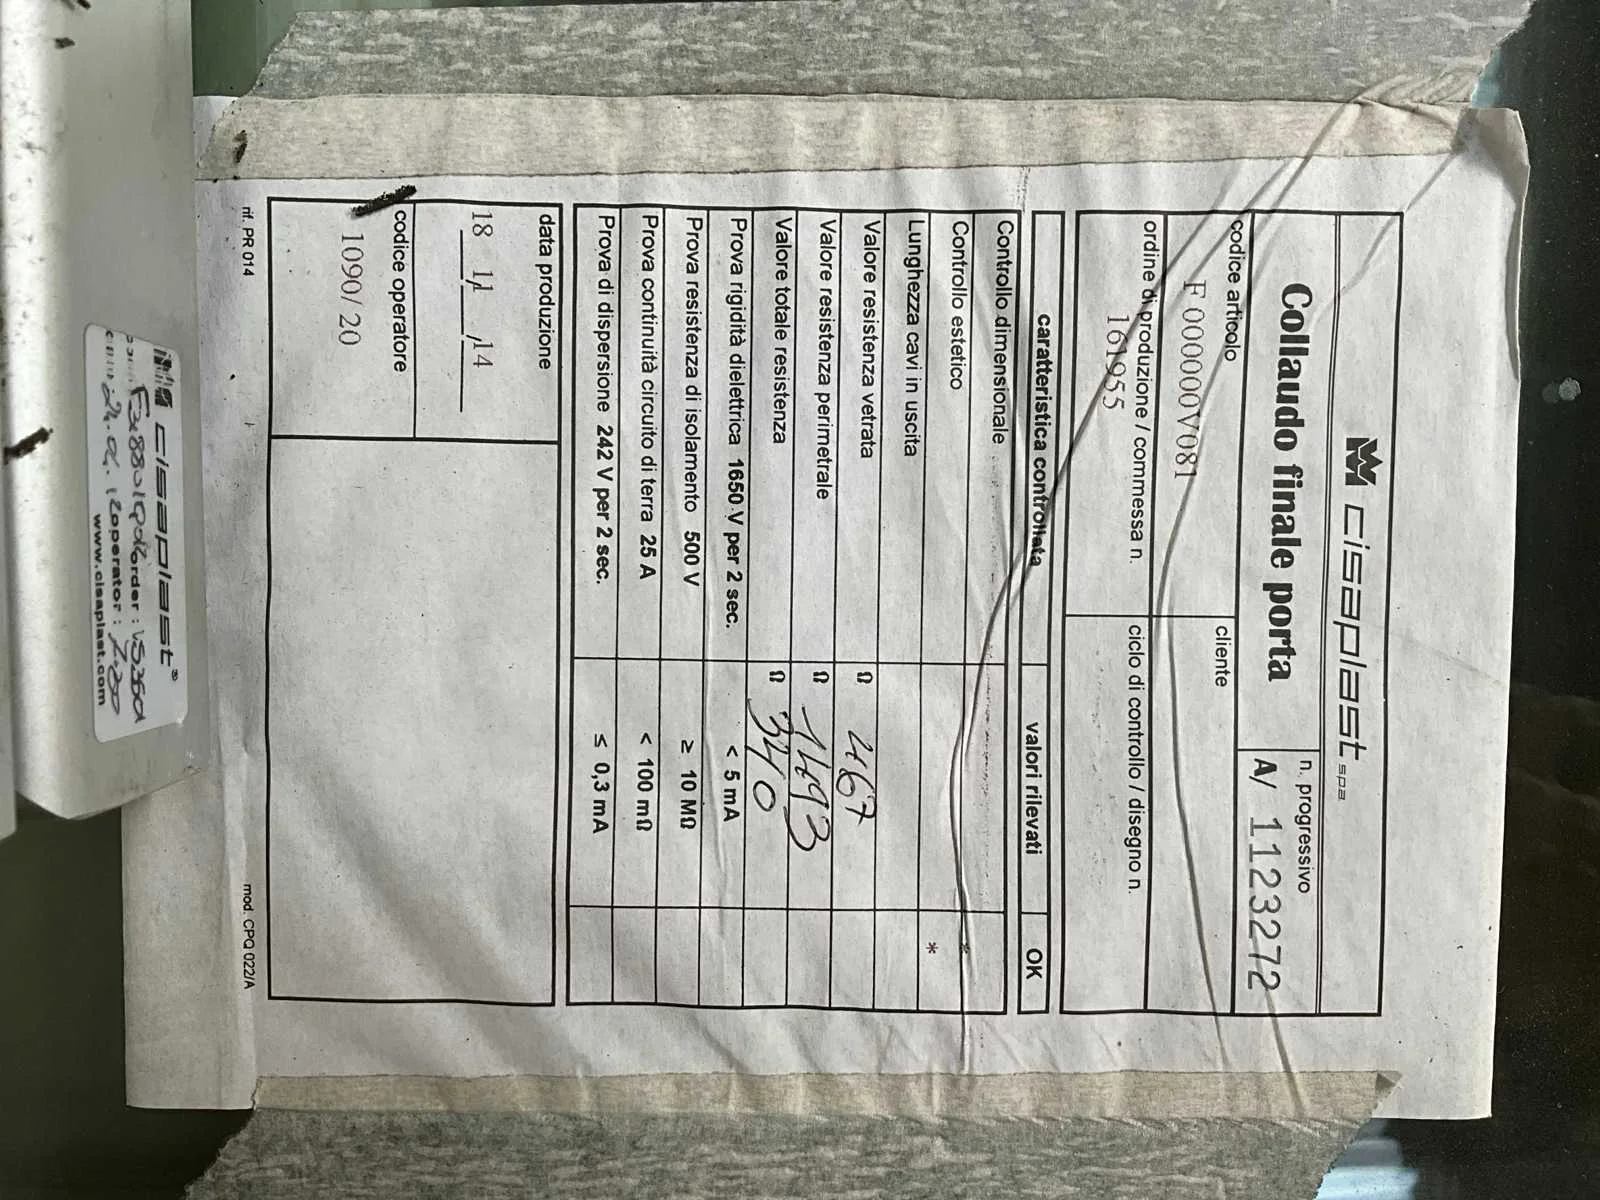 cisaplast spa
Collaudo finale porta
n. progressivo
A/ 1123272
codice articolo
F000000V081
cliente
ordine di produzione / commessa n.
161955
ciclo di controllo / disegno n.
caratteristica controllata valori rilevati OK
Controllo dimensionale
Controllo estetico *
Lunghezza cavi in uscita *
Valore resistenza vetrata Ω 467
Valore resistenza perimetrale Ω 1493
Valore totale resistenza Ω 340
Prova rigidità dielettrica 1650 V per 2 sec. < 5 mA
Prova resistenza di isolamento 500 V ≥ 10 MΩ
Prova continuità circuito di terra 25 A < 100 mΩ
Prova di dispersione 242 V per 2 sec. ≤ 0,3 mA
data produzione
18 / 11 / 14
codice operatore
1090/20
rif. PR 014 mod. CPQ 022/A
cisaplast®
order :
operator :
www.cisaplast.com